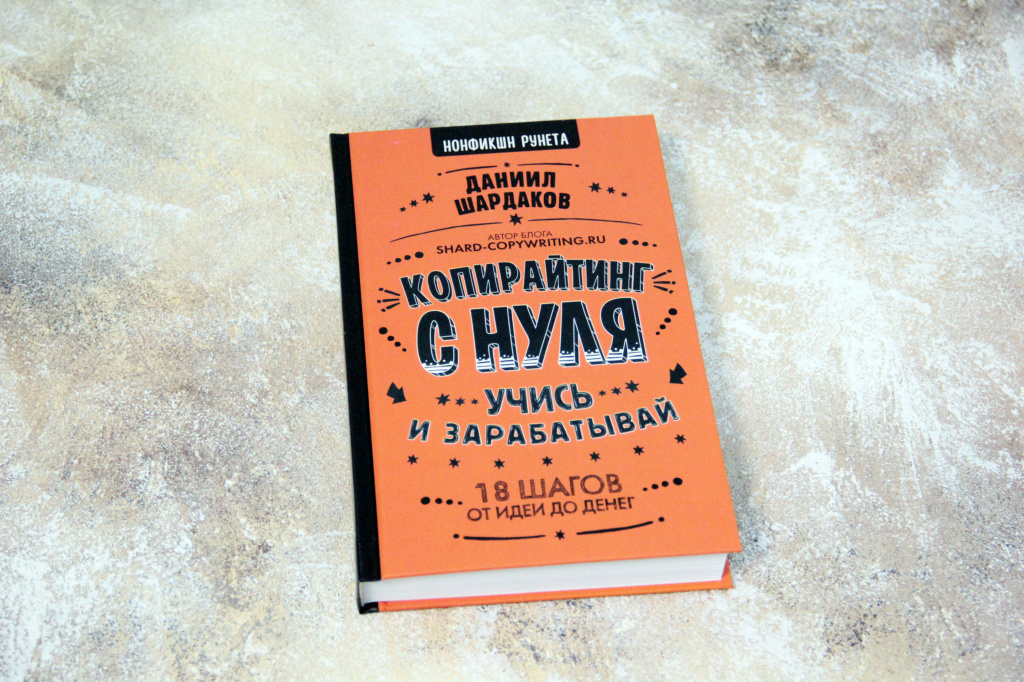 НОНФИКШН РУНЕТА
ДАНИИЛ
ШАРДАКОВ
АВТОР БЛОГА
SHARD-COPYWRITING.RU
КОПИРАЙТИНГ
С НУЛЯ
УЧИСЬ
И ЗАРАБАТЫВАЙ
18 ШАГОВ
ОТ ИДЕИ ДО ДЕНЕГ